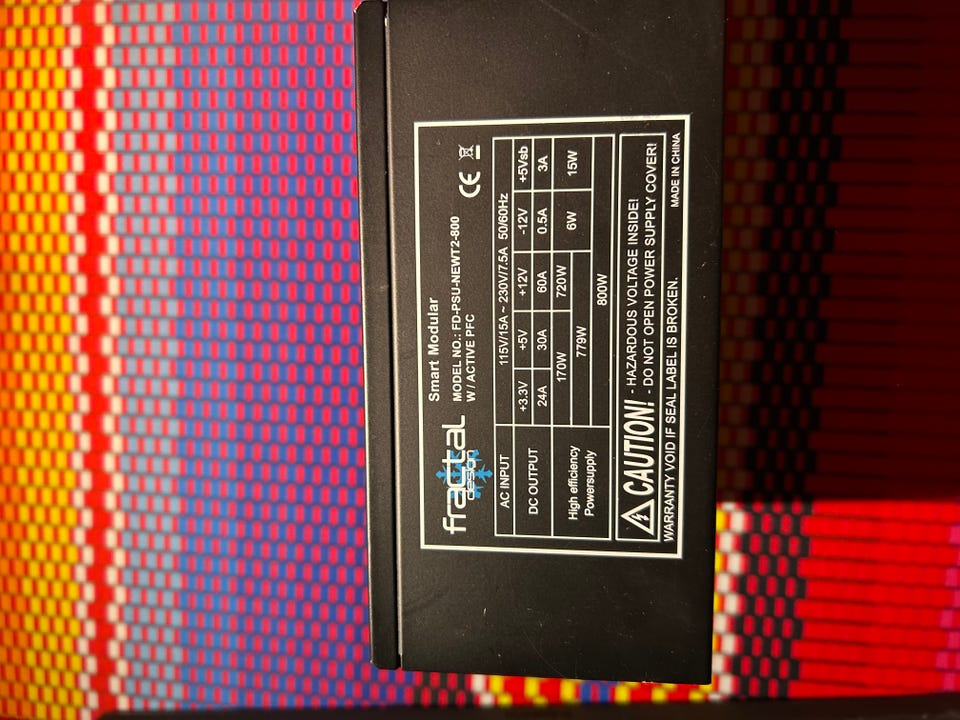 fractal
design
Smart Modular
MODEL NO.: FD-PSU-NEWT2-800
W / ACTIVE PFC
CE
AC INPUT 115V/15A ~ 230V/7.5A 50/60Hz
DC OUTPUT +3.3V +5V +12V -12V +5Vsb
24A 30A 60A 0.5A 3A
High efficiency
Powersupply
170W 720W 6W 15W
779W
800W
CAUTION!
- HAZARDOUS VOLTAGE INSIDE!
- DO NOT OPEN POWER SUPPLY COVER!
WARRANTY VOID IF SEAL LABEL IS BROKEN.
MADE IN CHINA